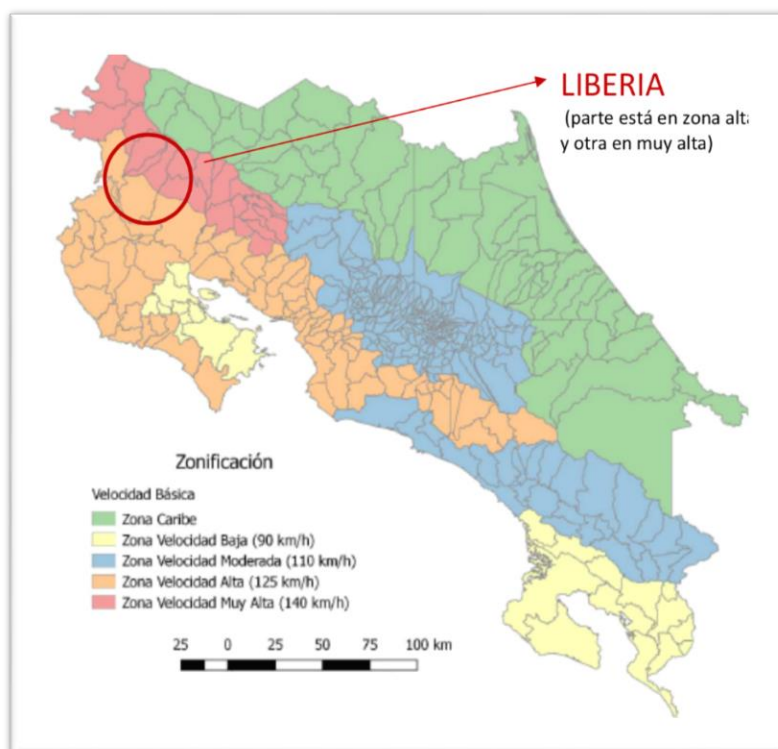 LIBERIA
(parte está en zona alta
y otra en muy alta)
Zonificación
Velocidad Básica
Zona Caribe
Zona Velocidad Baja (90 km/h)
Zona Velocidad Moderada (110 km/h)
Zona Velocidad Alta (125 km/h)
Zona Velocidad Muy Alta (140 km/h)
25 0 25 50 75 100 km